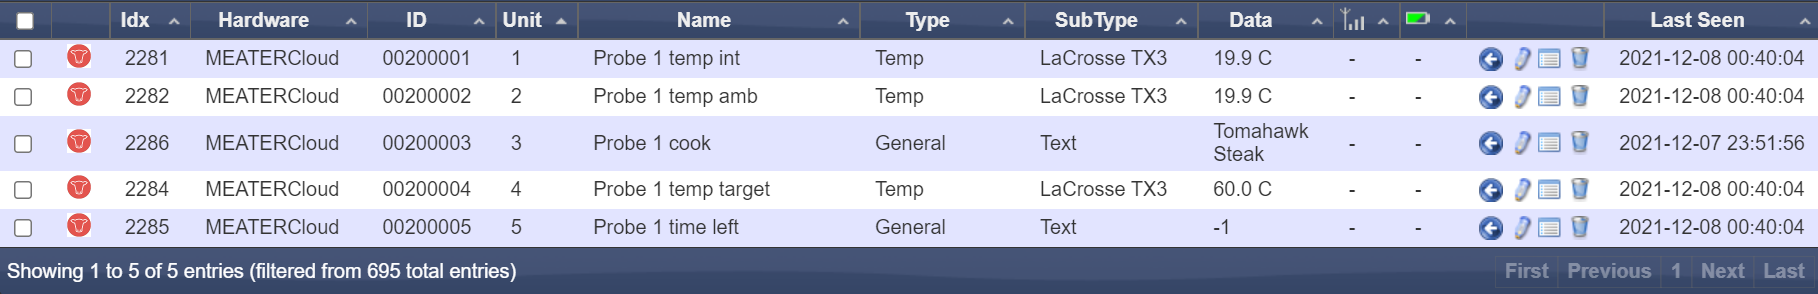 Idx Hardware ID Unit Name Type SubType Data Last Seen
2281 MEATERCloud 00200001 1 Probe 1 temp int Temp LaCrosse TX3 19.9 C - - 2021-12-08 00:40:04
2282 MEATERCloud 00200002 2 Probe 1 temp amb Temp LaCrosse TX3 19.9 C - - 2021-12-08 00:40:04
2286 MEATERCloud 00200003 3 Probe 1 cook General Text Tomahawk Steak - - 2021-12-07 23:51:56
2284 MEATERCloud 00200004 4 Probe 1 temp target Temp LaCrosse TX3 60.0 C - - 2021-12-08 00:40:04
2285 MEATERCloud 00200005 5 Probe 1 time left General Text -1 - - 2021-12-08 00:40:04
Showing 1 to 5 of 5 entries (filtered from 695 total entries) First Previous 1 Next Last